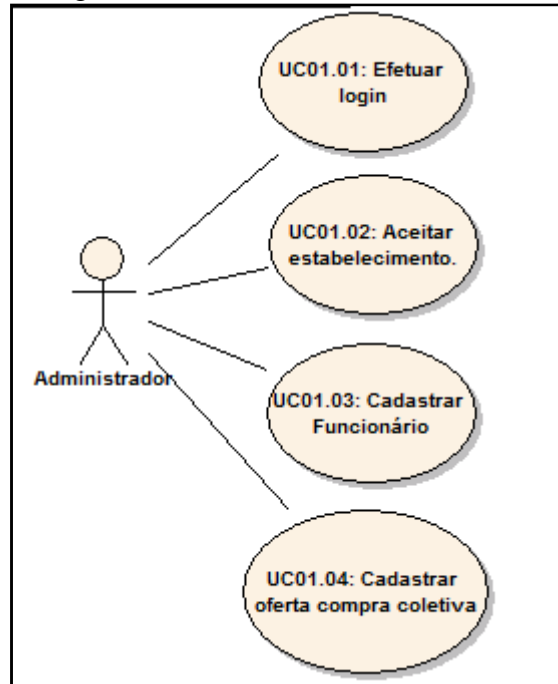 UC01.01: Efetuar
login
UC01.02: Aceitar
estabelecimento.
Administrador
UC01.03: Cadastrar
Funcionário
UC01.04: Cadastrar
oferta compra coletiva